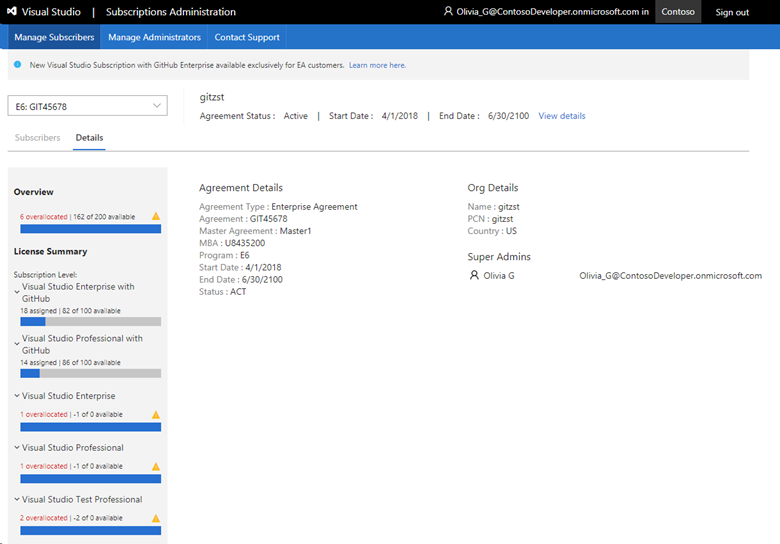 Visual Studio | Subscriptions Administration
Olivia_G@ContosoDeveloper.onmicrosoft.com in Contoso Sign out
Manage Subscribers Manage Administrators Contact Support
New Visual Studio Subscription with GitHub Enterprise available exclusively for EA customers. Learn more here.
E6: GIT45678
gitzst
Agreement Status : Active | Start Date : 4/1/2018 | End Date : 6/30/2100 View details
Subscribers Details
Overview
6 overallocated | 162 of 200 available
License Summary
Subscription Level:
Visual Studio Enterprise with
GitHub
18 assigned | 82 of 100 available
Visual Studio Professional with
GitHub
14 assigned | 86 of 100 available
Visual Studio Enterprise
1 overallocated | -1 of 0 available
Visual Studio Professional
1 overallocated | -1 of 0 available
Visual Studio Test Professional
2 overallocated | -2 of 0 available
Agreement Details
Agreement Type : Enterprise Agreement
Agreement : GIT45678
Master Agreement : Master1
MBA : U8435200
Program : E6
Start Date : 4/1/2018
End Date : 6/30/2100
Status : ACT
Org Details
Name : gitzst
PCN : gitzst
Country : US
Super Admins
Olivia G Olivia_G@ContosoDeveloper.onmicrosoft.com